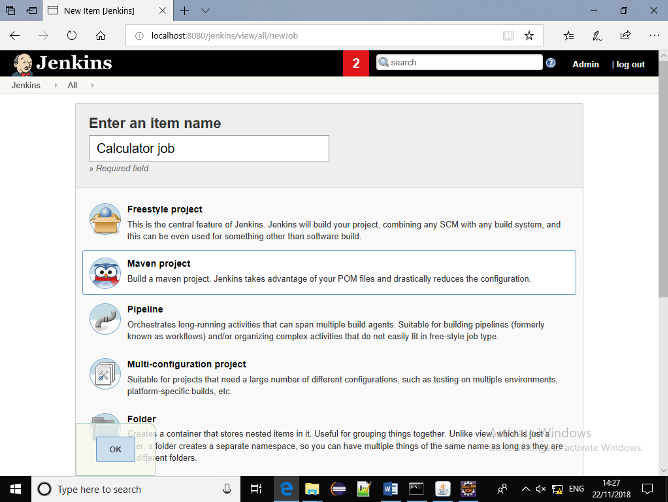 New Item [Jenkins]
localhost:8080/jenkins/view/all/newJob
Jenkins
2
search
Admin
| log out
Jenkins
All
Enter an item name
Calculator job
» Required field
Freestyle project
This is the central feature of Jenkins. Jenkins will build your project, combining any SCM with any build system, and
this can be even used for something other than software build.
Maven project
Build a maven project. Jenkins takes advantage of your POM files and drastically reduces the configuration.
Pipeline
Orchestrates long-running activities that can span multiple build agents. Suitable for building pipelines (formerly
known as workflows) and/or organizing complex activities that do not easily fit in free-style job type.
Multi-configuration project
Suitable for projects that need a large number of different configurations, such as testing on multiple environments,
platform-specific builds, etc.
Folder
Creates a container that stores nested items in it. Useful for grouping things together. Unlike view, which is just a
a folder creates a separate namespace, so you can have multiple things of the same name as long as they are
different folders.
OK
Activate Windows
activate Windows.
Type here to search
ENG
14:27
22/11/2018